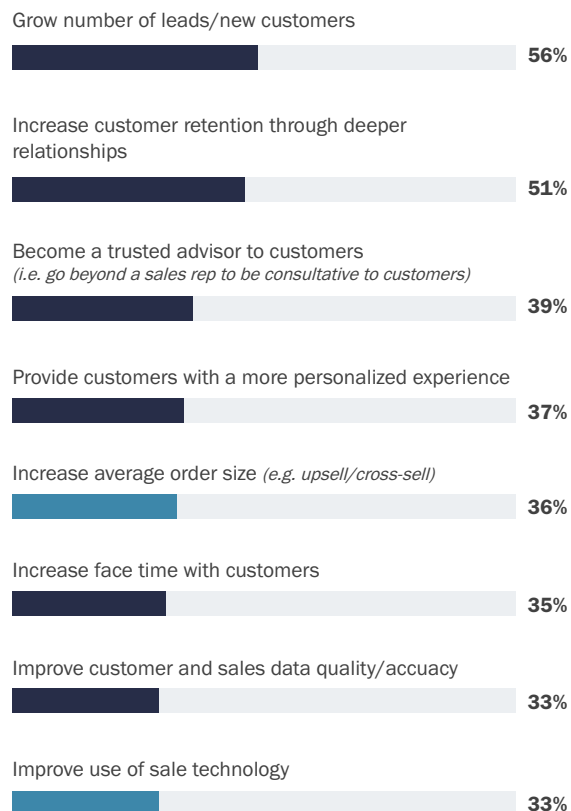 Grow number of leads/new customers
56%
Increase customer retention through deeper
relationships
51%
Become a trusted advisor to customers
(i.e. go beyond a sales rep to be consultative to customers)
39%
Provide customers with a more personalized experience
37%
Increase average order size (e.g. upsell/cross-sell)
36%
Increase face time with customers
35%
Improve customer and sales data quality/accuacy
33%
Improve use of sale technology
33%